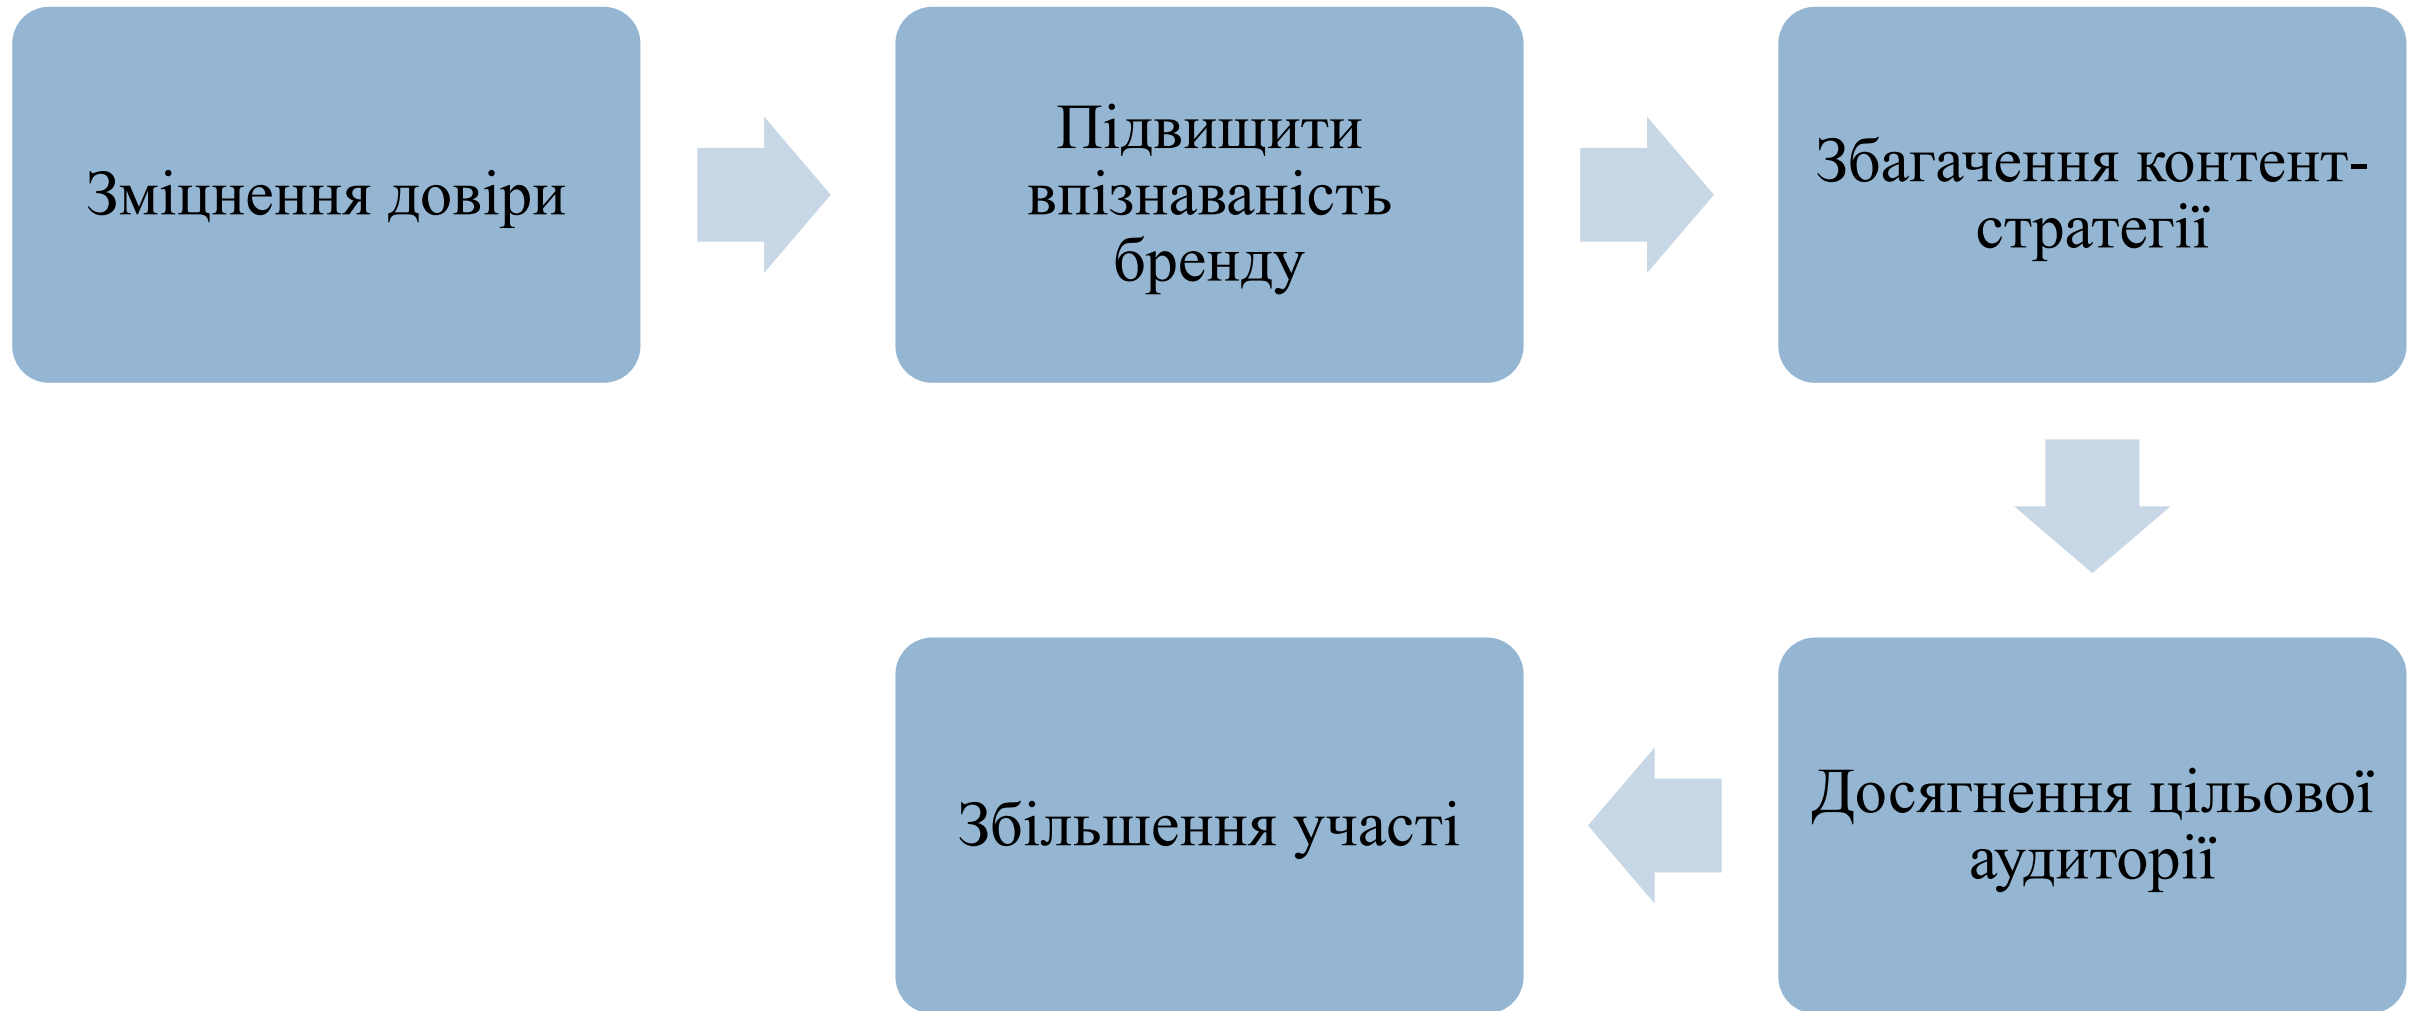 Зміцнення довіри
Підвищити
впізнаваність
бренду
Збагачення контент-
стратегії
Досягнення цільової
аудиторії
Збільшення участі